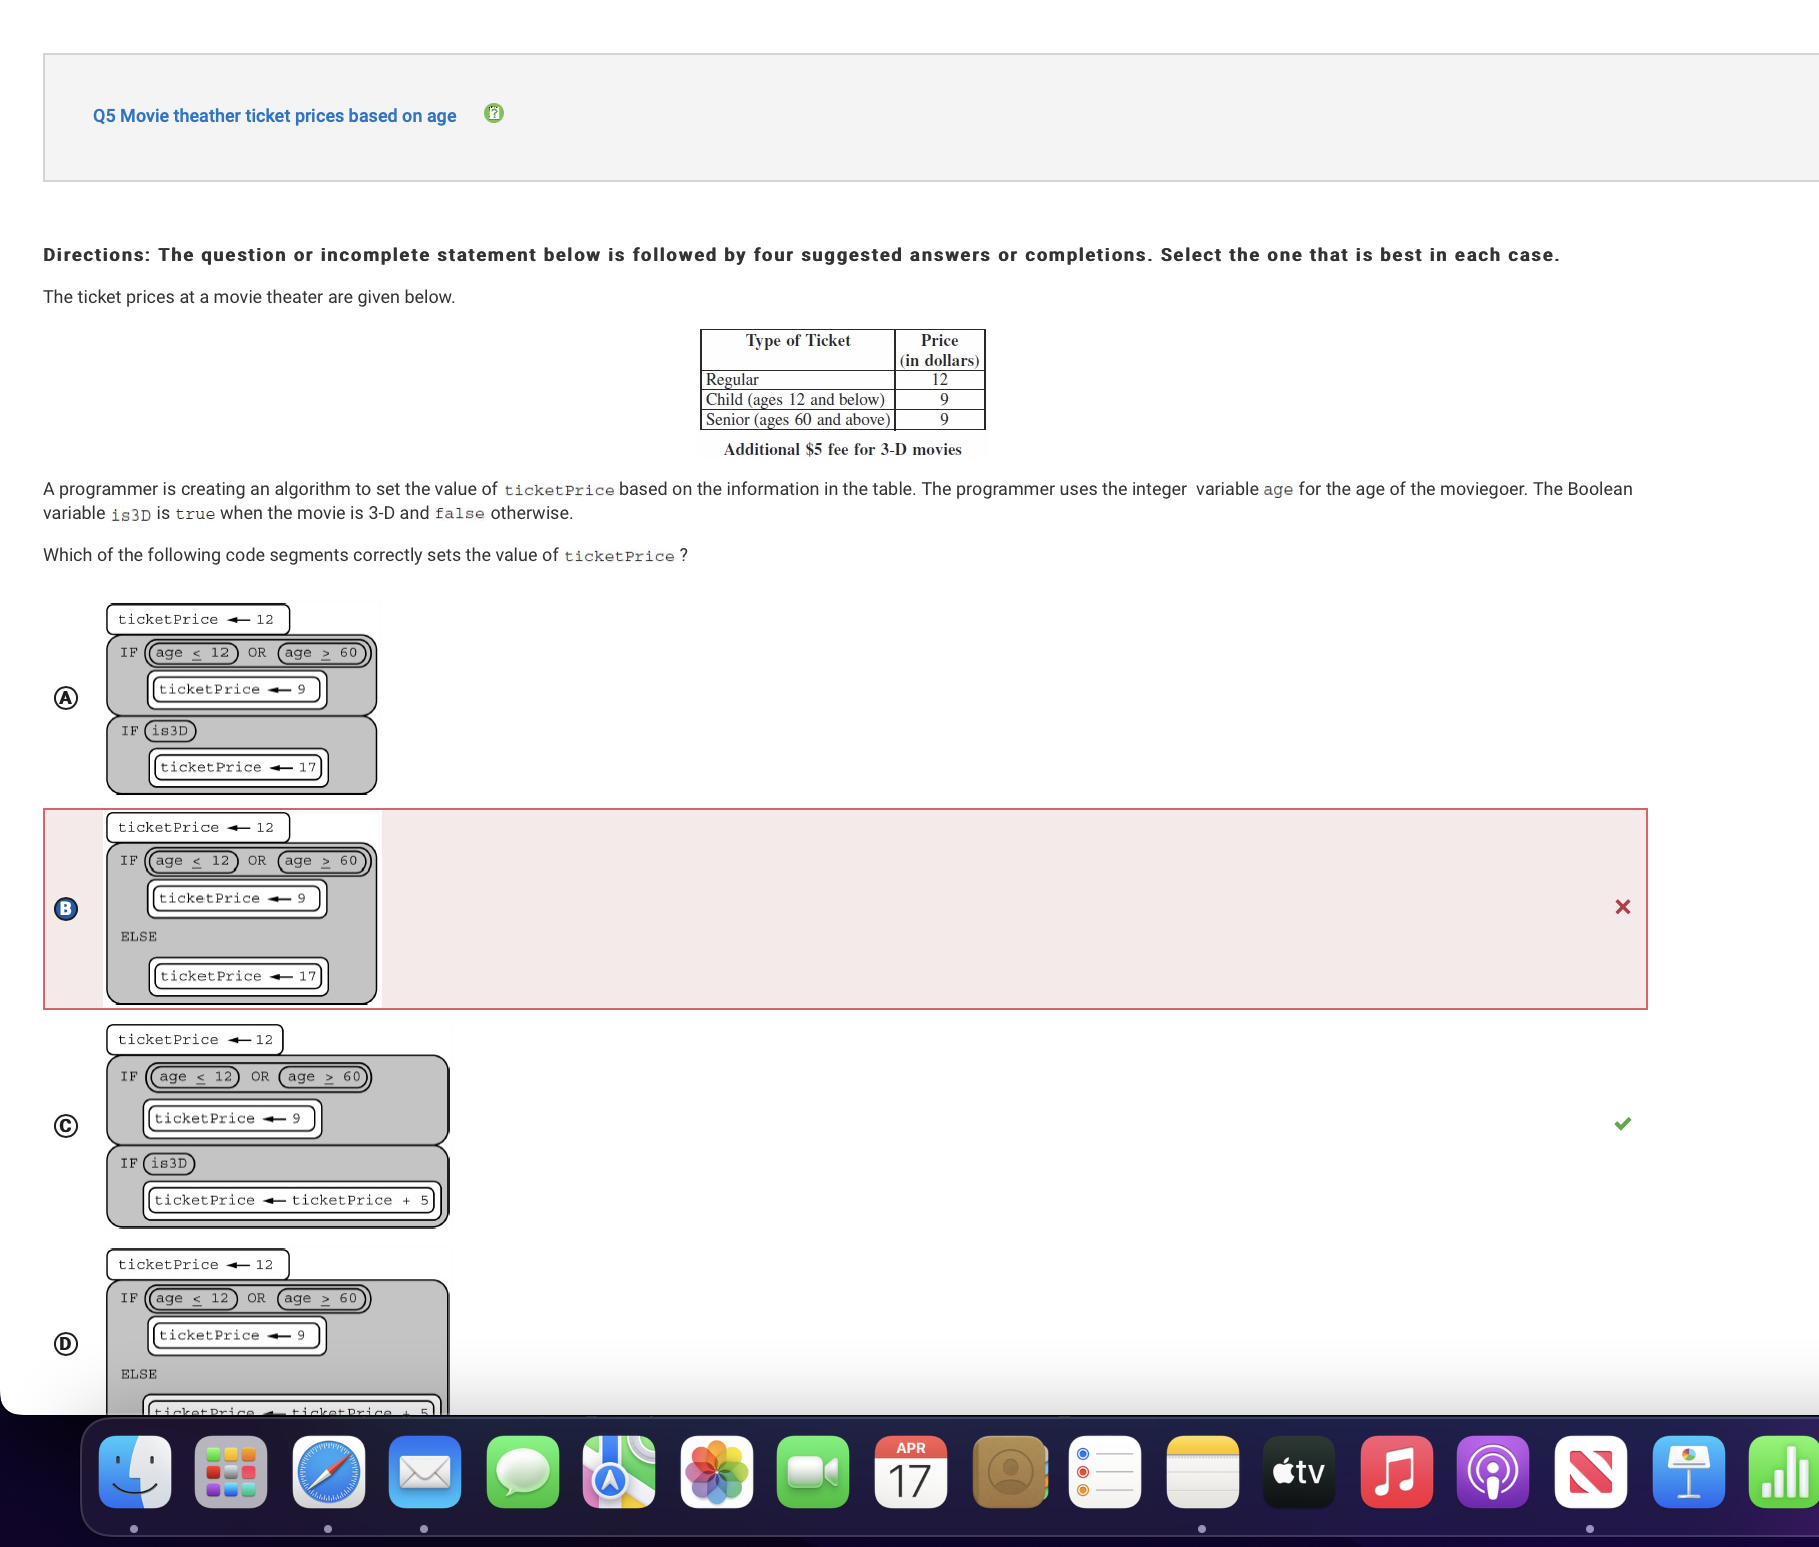 Q5 Movie theather ticket prices based on age
Directions: The question or incomplete statement below is followed by four suggested answers or completions. Select the one that is best in each case.
The ticket prices at a movie theater are given below.
Type of Ticket Price
(in dollars)
Regular 12
Child (ages 12 and below) 9
Senior (ages 60 and above) 9
Additional $5 fee for 3-D movies
A programmer is creating an algorithm to set the value of ticketPrice based on the information in the table. The programmer uses the integer variable age for the age of the moviegoer. The Boolean
variable is3D is true when the movie is 3-D and false otherwise.
Which of the following code segments correctly sets the value of ticketPrice ?
A
ticketPrice ← 12
IF age ≤ 12 OR age ≥ 60
ticketPrice ← 9
IF is3D
ticketPrice ← 17
B
ticketPrice ← 12
IF age ≤ 12 OR age ≥ 60
ticketPrice ← 9
ELSE
ticketPrice ← 17
C
ticketPrice ← 12
IF age ≤ 12 OR age ≥ 60
ticketPrice ← 9
IF is3D
ticketPrice ← ticketPrice + 5
D
ticketPrice ← 12
IF age ≤ 12 OR age ≥ 60
ticketPrice ← 9
ELSE
ticketPrice ← ticketPrice + 5
APR
17
tv